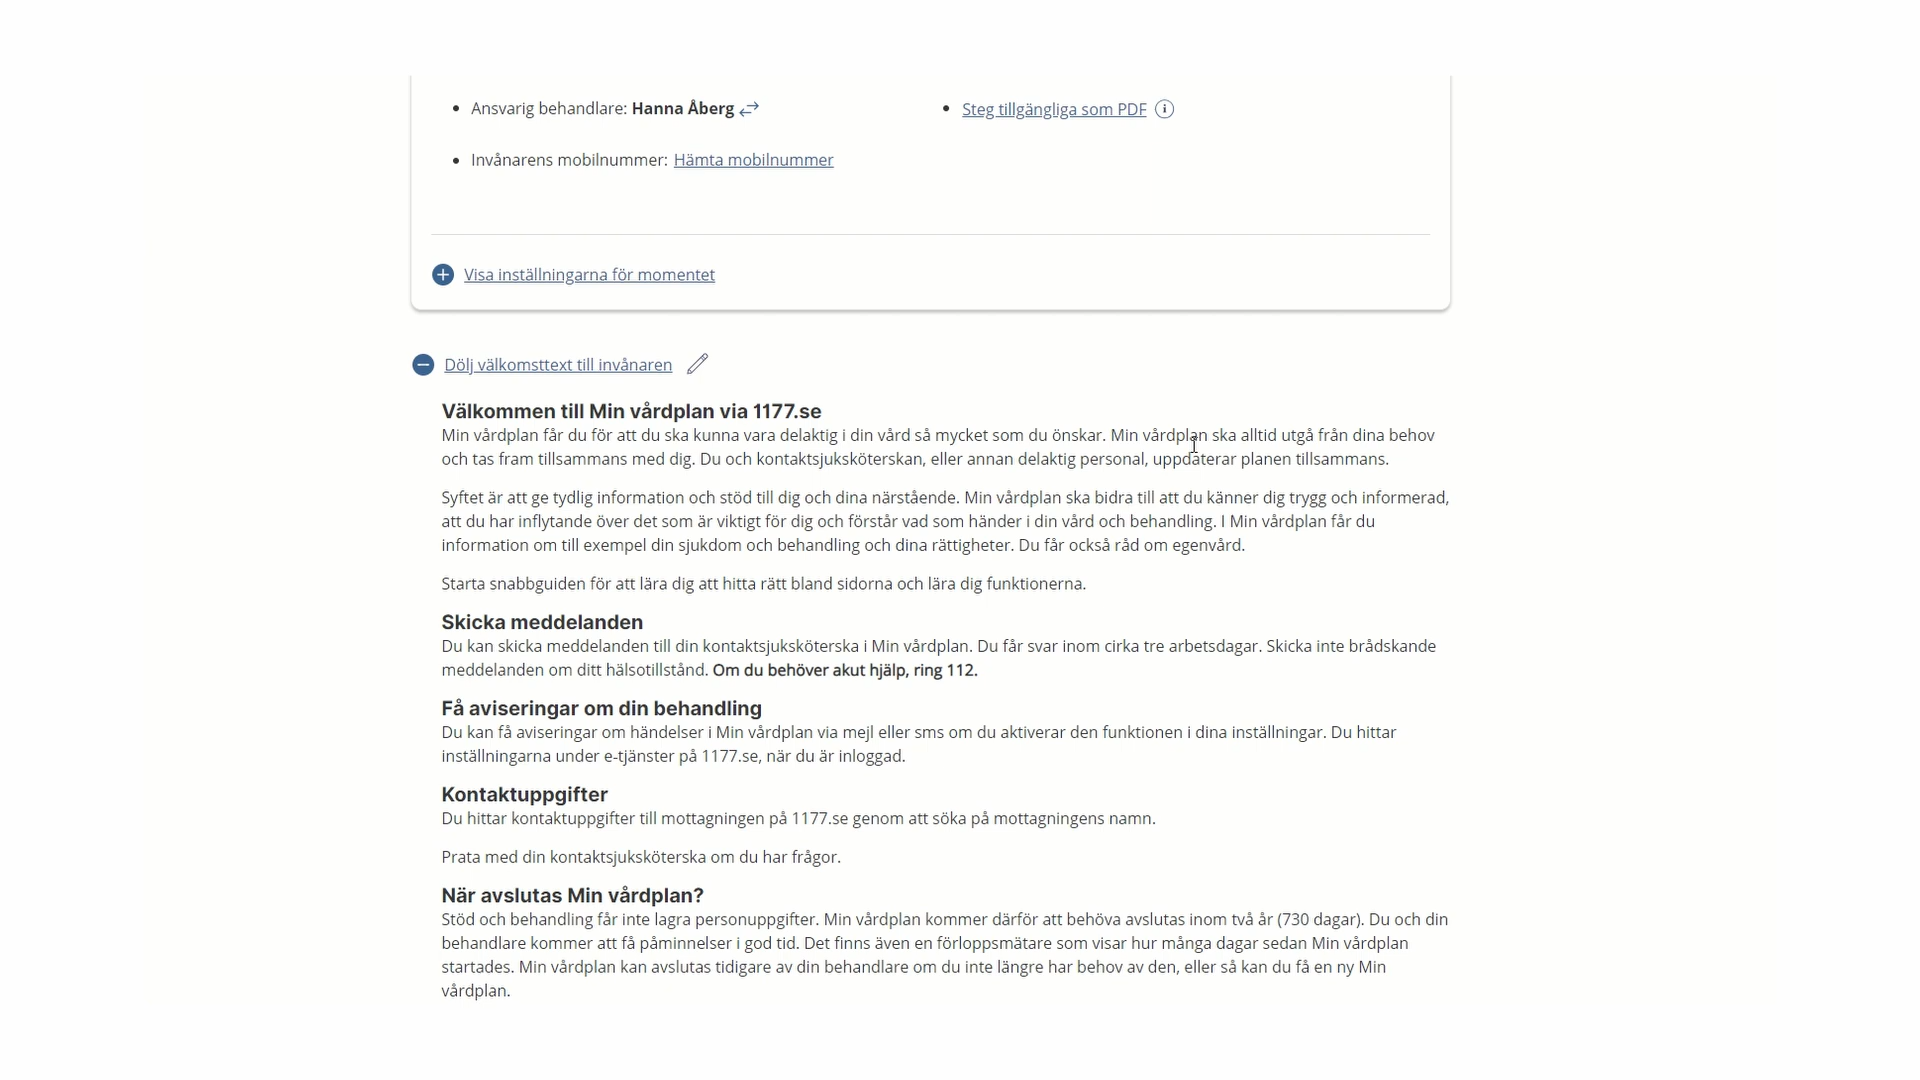 Ansvarig behandlare: Hanna Åberg
Steg tillgängliga som PDF
Invånarens mobilnummer: Hämta mobilnummer
Visa inställningarna för momentet
Dölj välkomsttext till invånaren
Välkommen till Min vårdplan via 1177.se
Min vårdplan får du för att du ska kunna vara delaktig i din vård så mycket som du önskar. Min vårdplan ska alltid utgå från dina behov
och tas fram tillsammans med dig. Du och kontaktsjuksköterskan, eller annan delaktig personal, uppdaterar planen tillsammans.
Syftet är att ge tydlig information och stöd till dig och dina närstående. Min vårdplan ska bidra till att du känner dig trygg och informerad,
att du har inflytande över det som är viktigt för dig och förstår vad som händer i din vård och behandling. I Min vårdplan får du
information om till exempel din sjukdom och behandling och dina rättigheter. Du får också råd om egenvård.
Starta snabbguiden för att lära dig att hitta rätt bland sidorna och lära dig funktionerna.
Skicka meddelanden
Du kan skicka meddelanden till din kontaktsjuksköterska i Min vårdplan. Du får svar inom cirka tre arbetsdagar. Skicka inte brådskande
meddelanden om ditt hälsotillstånd. Om du behöver akut hjälp, ring 112.
Få aviseringar om din behandling
Du kan få aviseringar om händelser i Min vårdplan via mejl eller sms om du aktiverar den funktionen i dina inställningar. Du hittar
inställningarna under e-tjänster på 1177.se, när du är inloggad.
Kontaktuppgifter
Du hittar kontaktuppgifter till mottagningen på 1177.se genom att söka på mottagningens namn.
Prata med din kontaktsjuksköterska om du har frågor.
När avslutas Min vårdplan?
Stöd och behandling får inte lagra personuppgifter. Min vårdplan kommer därför att behöva avslutas inom två år (730 dagar). Du och din
behandlare kommer att få påminnelser i god tid. Det finns även en förloppsmätare som visar hur många dagar sedan Min vårdplan
startades. Min vårdplan kan avslutas tidigare av din behandlare om du inte längre har behov av den, eller så kan du få en ny Min
vårdplan.